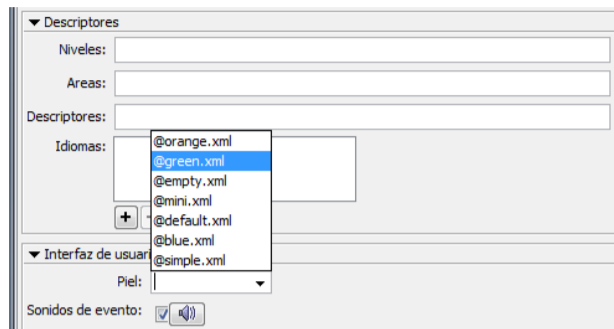 Descriptores
Niveles:
Areas:
Descriptores:
Idiomas:
@orange.xml
@green.xml
@empty.xml
@mini.xml
@default.xml
@blue.xml
@simple.xml
+
Interfaz de usuari
Piel:
Sonidos de evento: